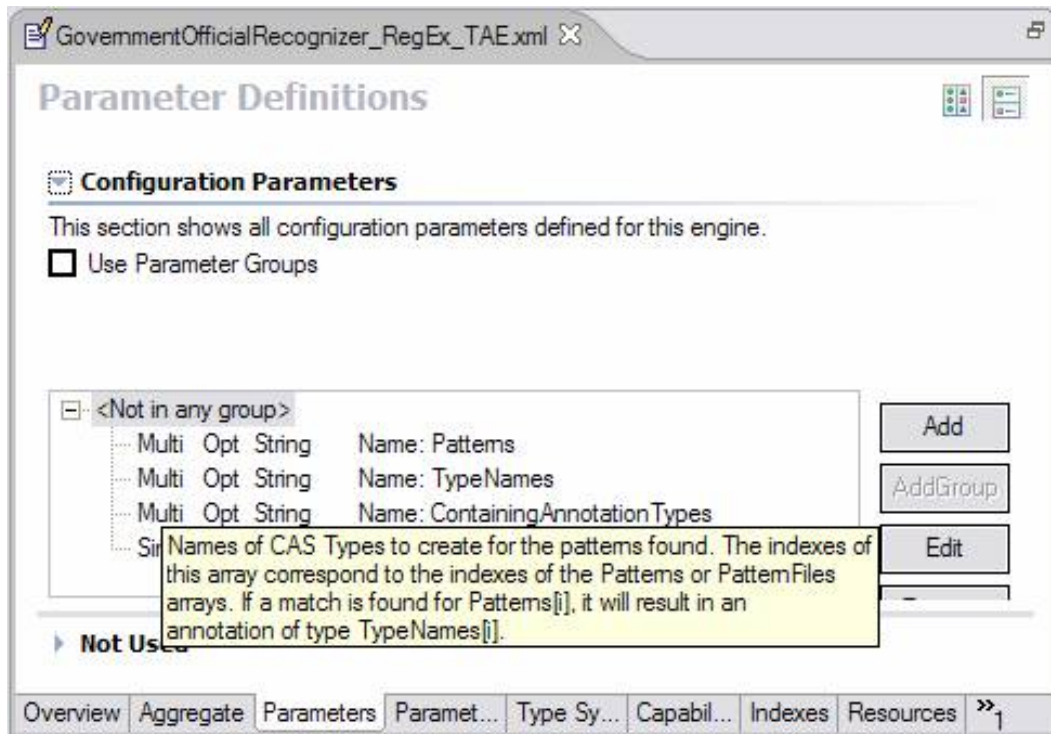 GovernmentOfficialRecognizer_RegEx_TAE.xml
Parameter Definitions
Configuration Parameters
This section shows all configuration parameters defined for this engine.
Use Parameter Groups
<Not in any group>
Multi Opt String Name: Patterns
Multi Opt String Name: TypeNames
Multi Opt String Name: ContainingAnnotationTypes
Add
AddGroup
Edit
Names of CAS Types to create for the patterns found. The indexes of
this array correspond to the indexes of the Patterns or PatternFiles
arrays. If a match is found for Patterns[i], it will result in an
annotation of type TypeNames[i].
Not Used
Overview Aggregate Parameters Paramet... Type Sy... Capabil... Indexes Resources »1